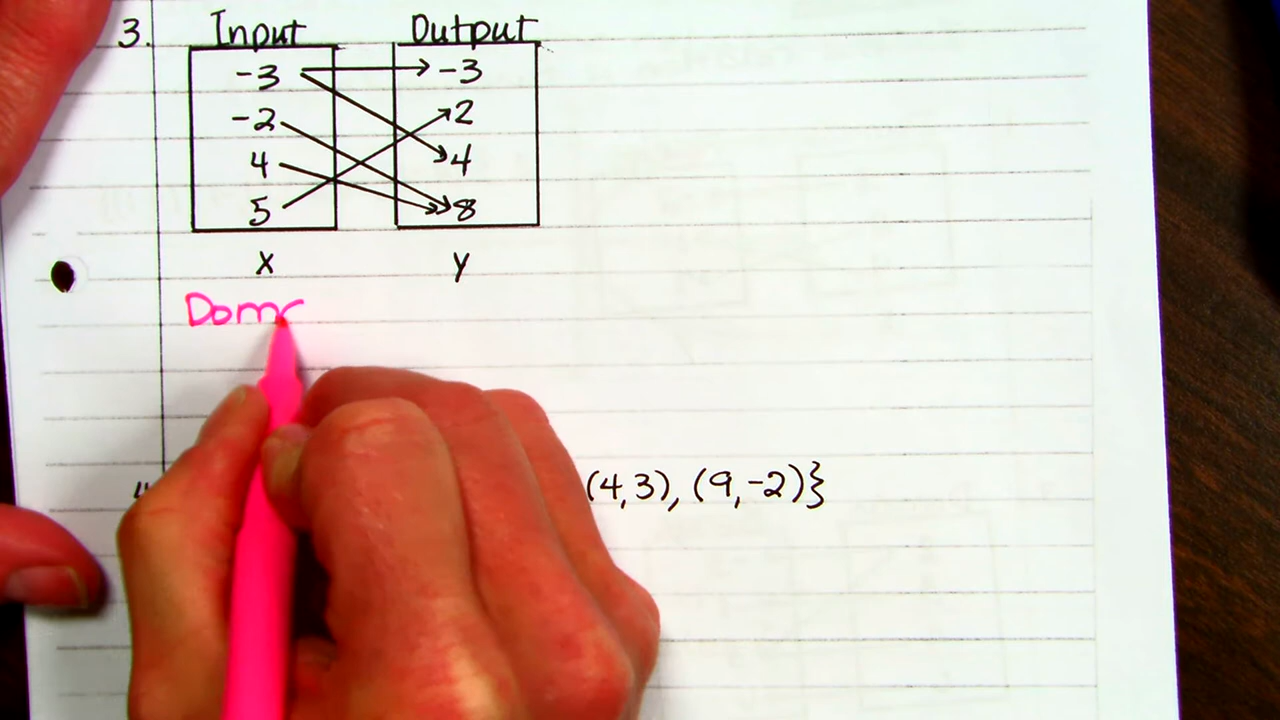 3. Input Output
-3 -3
-2 2
4 4
5 8
x y
Dom
(4,3), (9,-2)}